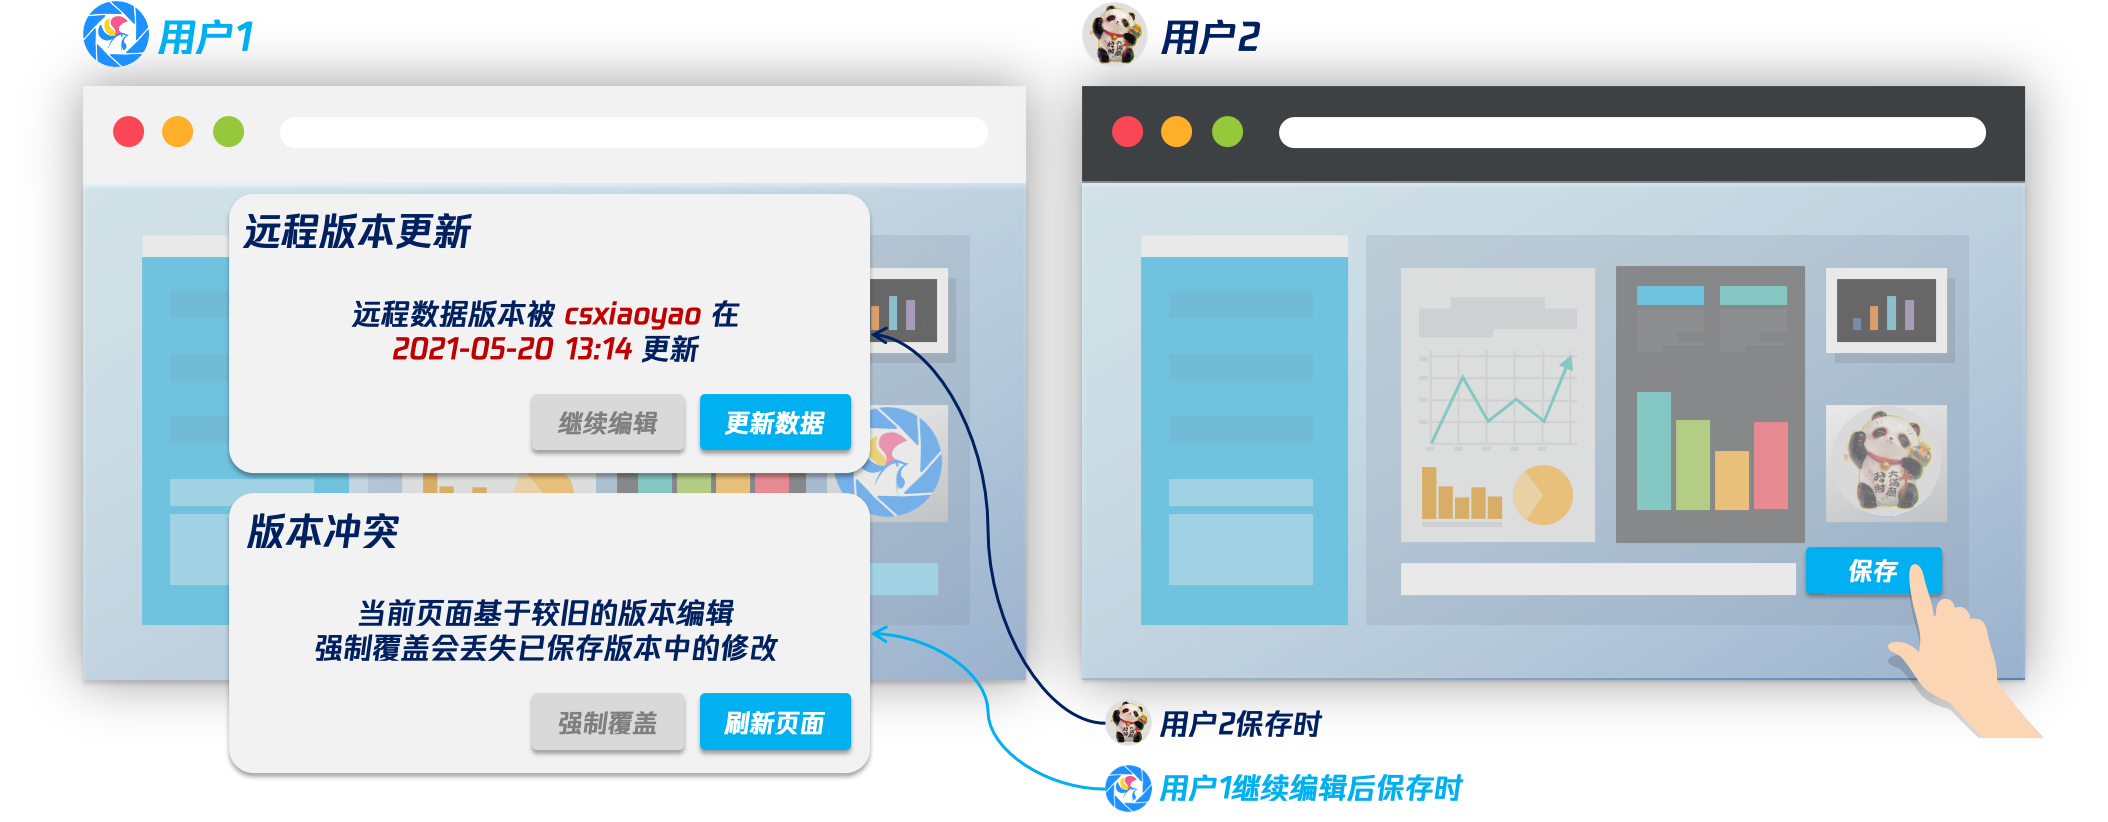 用户1
用户2
远程版本更新
远程数据版本被 csxiaoyao 在
2021-05-20 13:14 更新
继续编辑
更新数据
版本冲突
当前页面基于较旧的版本编辑
强制覆盖会丢失已保存版本中的修改
强制覆盖
刷新页面
保存
用户2保存时
用户1继续编辑后保存时